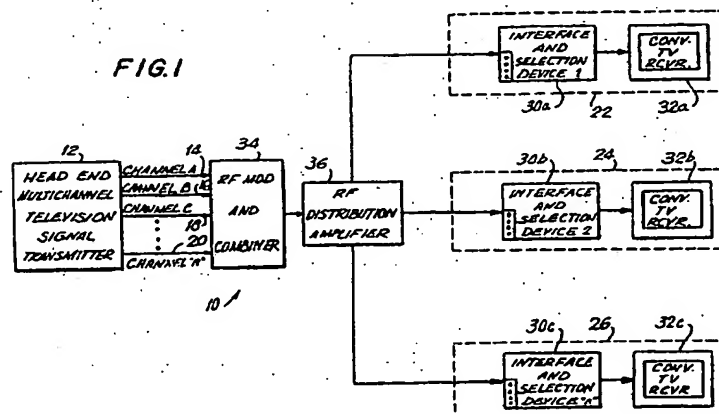 FIG.1
12
HEAD END
MULTICHANNEL
TELEVISION
SIGNAL
TRANSMITTER
CHANNEL A
14
CHANNEL B
16
CHANNEL C
18
20
CHANNEL "n"
34
RF MOD
AND
COMBINER
10
36
RF
DISTRIBUTION
AMPLIFIER
INTERFACE
AND
SELECTION
DEVICE 1
30a
CONV.
TV
RCVR.
32a
22
30b
24
32b
INTERFACE
AND
SELECTION
DEVICE 2
CONV.
TV
RCVR.
30c
26
32c
INTERFACE
AND
SELECTION
DEVICE "n"
CONV.
TV
RCVR.